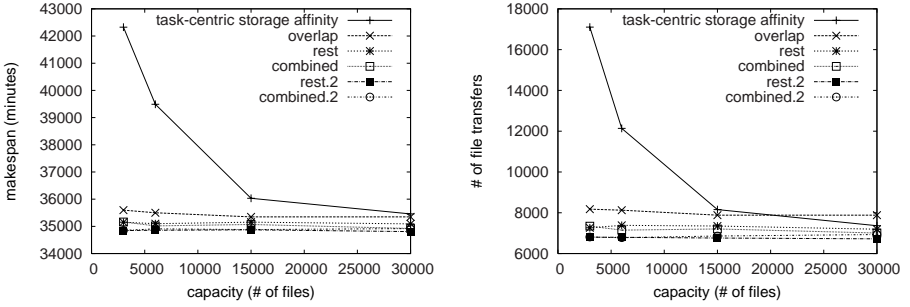 43000
42000
41000
40000
39000
38000
37000
36000
35000
34000
makespan (minutes)
0 5000 10000 15000 20000 25000 30000
capacity (# of files)
task-centric storage affinity
overlap
rest
combined
rest.2
combined.2
18000
16000
14000
12000
10000
8000
6000
# of file transfers
0 5000 10000 15000 20000 25000 30000
capacity (# of files)
task-centric storage affinity
overlap
rest
combined
rest.2
combined.2